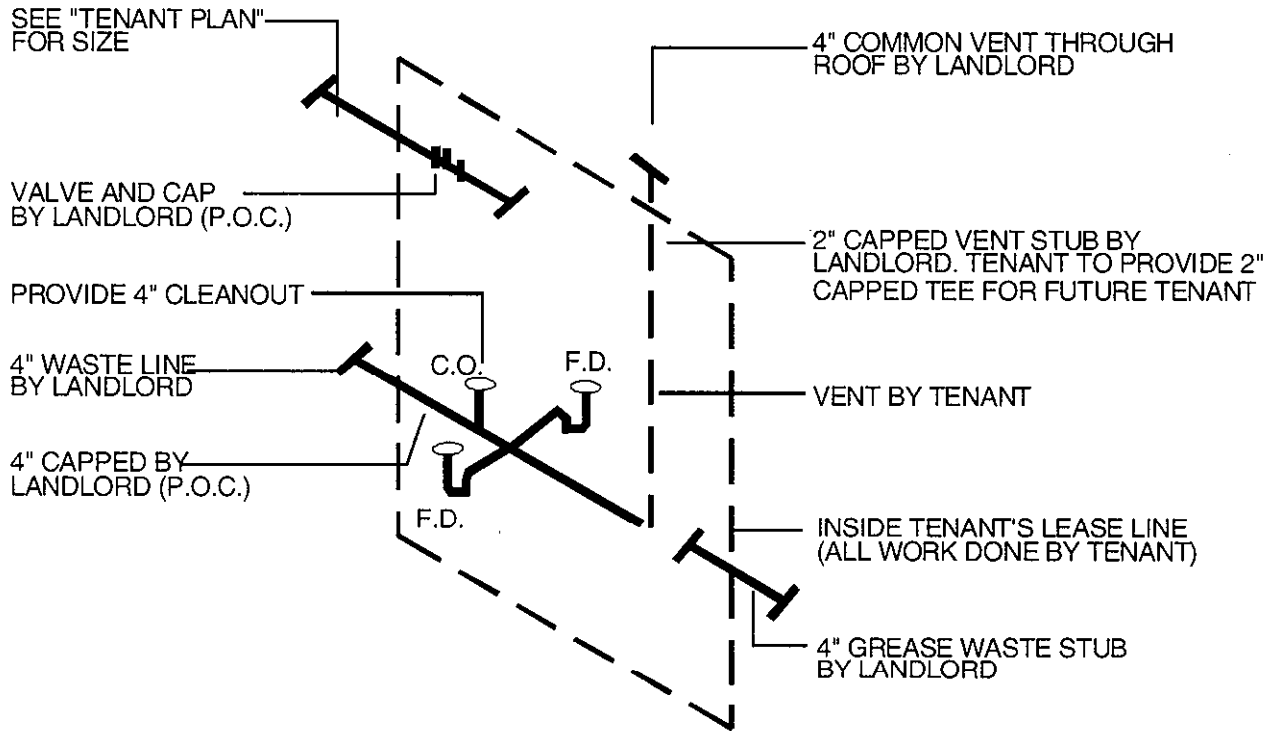 SEE "TENANT PLAN"
FOR SIZE
4" COMMON VENT THROUGH
ROOF BY LANDLORD
VALVE AND CAP
BY LANDLORD (P.O.C.)
2" CAPPED VENT STUB BY
LANDLORD. TENANT TO PROVIDE 2"
CAPPED TEE FOR FUTURE TENANT
PROVIDE 4" CLEANOUT
4" WASTE LINE
BY LANDLORD
C.O.
F.D.
VENT BY TENANT
4" CAPPED BY
LANDLORD (P.O.C.)
F.D.
INSIDE TENANT'S LEASE LINE
(ALL WORK DONE BY TENANT)
4" GREASE WASTE STUB
BY LANDLORD